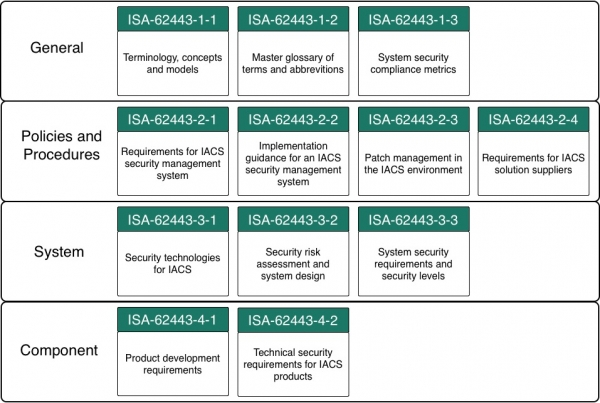 General
ISA-62443-1-1
Terminology, concepts
and models
ISA-62443-1-2
Master glossary of
terms and abbrevitions
ISA-62443-1-3
System security
compliance metrics
Policies and
Procedures
ISA-62443-2-1
Requirements for IACS
security management
system
ISA-62443-2-2
Implementation
guidance for an IACS
security management
system
ISA-62443-2-3
Patch management in
the IACS environment
ISA-62443-2-4
Requirements for IACS
solution suppliers
System
ISA-62443-3-1
Security technologies
for IACS
ISA-62443-3-2
Security risk
assessment and
system design
ISA-62443-3-3
System security
requirements and
security levels
Component
ISA-62443-4-1
Product development
requirements
ISA-62443-4-2
Technical security
requirements for IACS
products